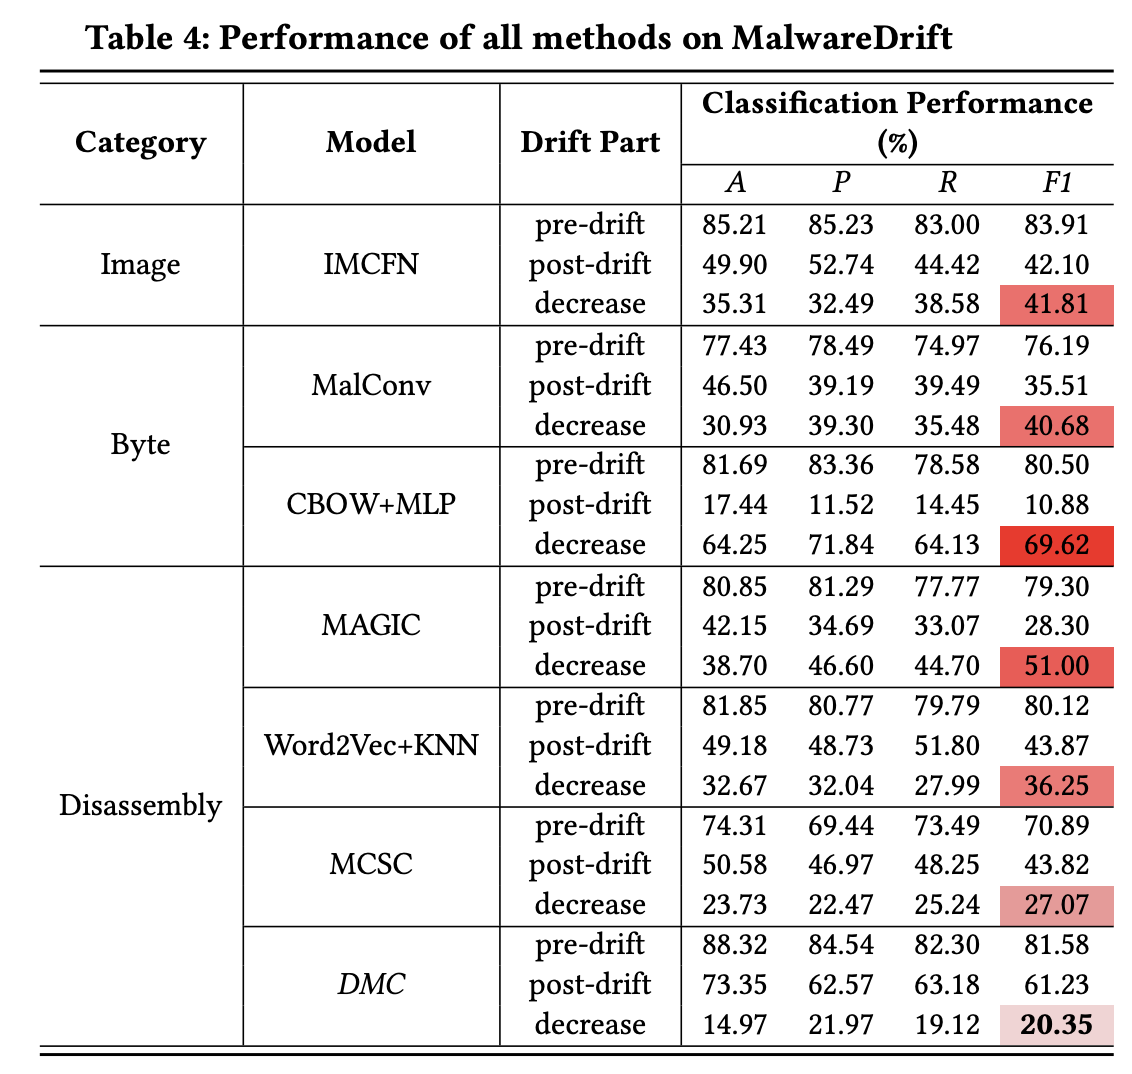 Table 4: Performance of all methods on MalwareDrift
Category Model Drift Part Classification Performance
(%)
A P R F1
Image IMCFN pre-drift 85.21 85.23 83.00 83.91
post-drift 49.90 52.74 44.42 42.10
decrease 35.31 32.49 38.58 41.81
Byte MalConv pre-drift 77.43 78.49 74.97 76.19
post-drift 46.50 39.19 39.49 35.51
decrease 30.93 39.30 35.48 40.68
CBOW+MLP pre-drift 81.69 83.36 78.58 80.50
post-drift 17.44 11.52 14.45 10.88
decrease 64.25 71.84 64.13 69.62
Disassembly MAGIC pre-drift 80.85 81.29 77.77 79.30
post-drift 42.15 34.69 33.07 28.30
decrease 38.70 46.60 44.70 51.00
Word2Vec+KNN pre-drift 81.85 80.77 79.79 80.12
post-drift 49.18 48.73 51.80 43.87
decrease 32.67 32.04 27.99 36.25
MCSC pre-drift 74.31 69.44 73.49 70.89
post-drift 50.58 46.97 48.25 43.82
decrease 23.73 22.47 25.24 27.07
DMC pre-drift 88.32 84.54 82.30 81.58
post-drift 73.35 62.57 63.18 61.23
decrease 14.97 21.97 19.12 20.35